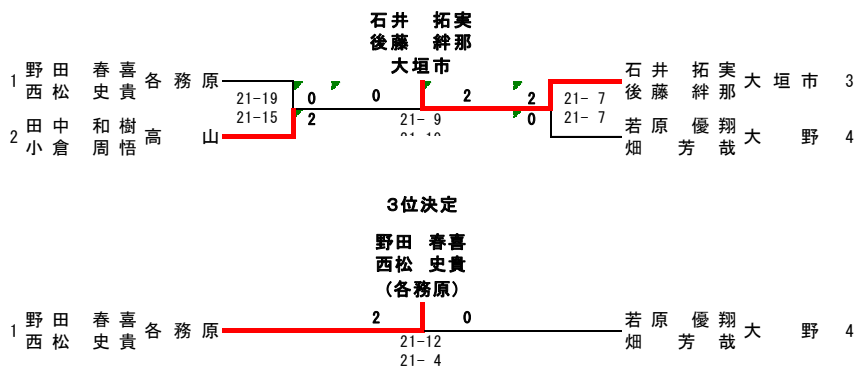 石井 拓実
後藤 絆那
大垣市
1 野田 春喜 各務原
西松 史貴
2 田中 和樹 高山
小倉 周悟
21-19 0
21-15 2
0 2
21- 9
2 21- 7
0 21- 7
石井 拓実 大垣市 3
後藤 絆那
若原 優翔 大野 4
畑 芳哉
3位決定
野田 春喜
西松 史貴
(各務原)
1 野田 春喜 各務原
西松 史貴
2 0
21-12
21- 4
若原 優翔 大野 4
畑 芳哉